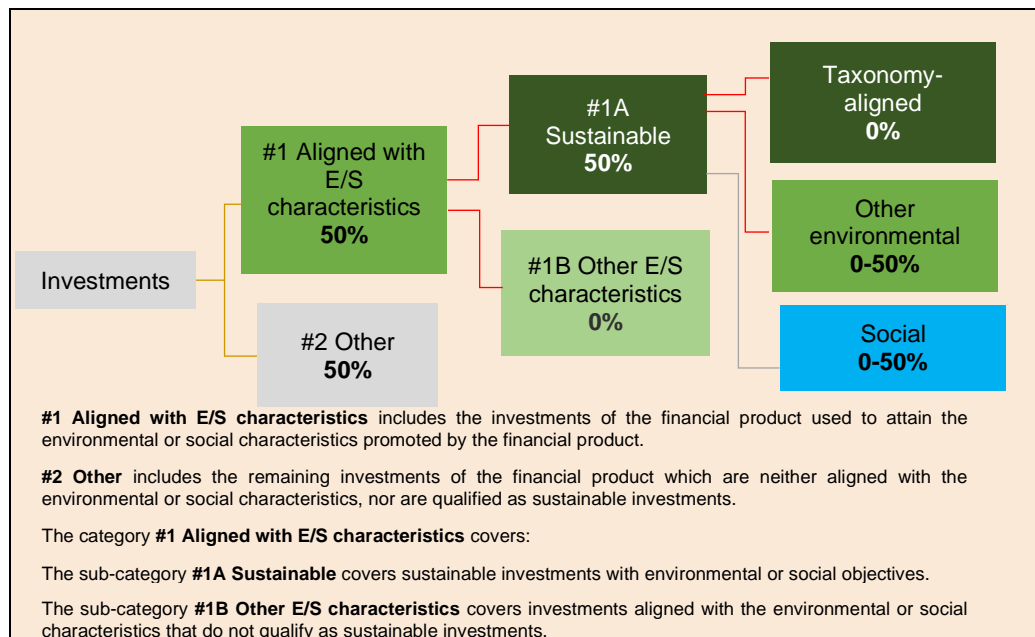 Investments
#1 Aligned with
E/S
characteristics
50%
#2 Other
50%
#1A
Sustainable
50%
#1B Other E/S
characteristics
0%
Taxonomy-
aligned
0%
Other
environmental
0-50%
Social
0-50%
#1 Aligned with E/S characteristics includes the investments of the financial product used to attain the
environmental or social characteristics promoted by the financial product.
#2 Other includes the remaining investments of the financial product which are neither aligned with the
environmental or social characteristics, nor are qualified as sustainable investments.
The category #1 Aligned with E/S characteristics covers:
The sub-category #1A Sustainable covers sustainable investments with environmental or social objectives.
The sub-category #1B Other E/S characteristics covers investments aligned with the environmental or social
characteristics that do not qualify as sustainable investments.